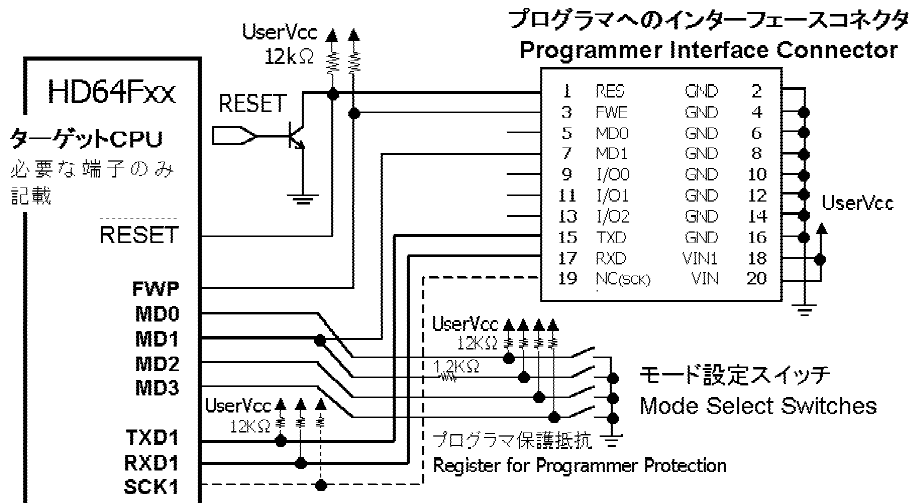 プログラマへのインターフェースコネクタ
Programmer Interface Connector
UserVcc
12kΩ
HD64Fxx
ターゲットCPU
必要な端子のみ
記載
RESET
1 RES GND 2
3 FWE GND 4
5 MD0 GND 6
7 MD1 GND 8
9 I/O0 GND 10
11 I/O1 GND 12
13 I/O2 GND 14
15 TXD GND 16
17 RXD VIN1 18
19 NC(SCK) VIN 20
UserVcc
RESET
FWP
MD0
MD1
MD2
MD3
UserVcc
12KΩ
1.2KΩ
モード設定スイッチ
Mode Select Switches
UserVcc
12KΩ
プログラマ保護抵抗
Register for Programmer Protection
TXD1
RXD1
SCK1